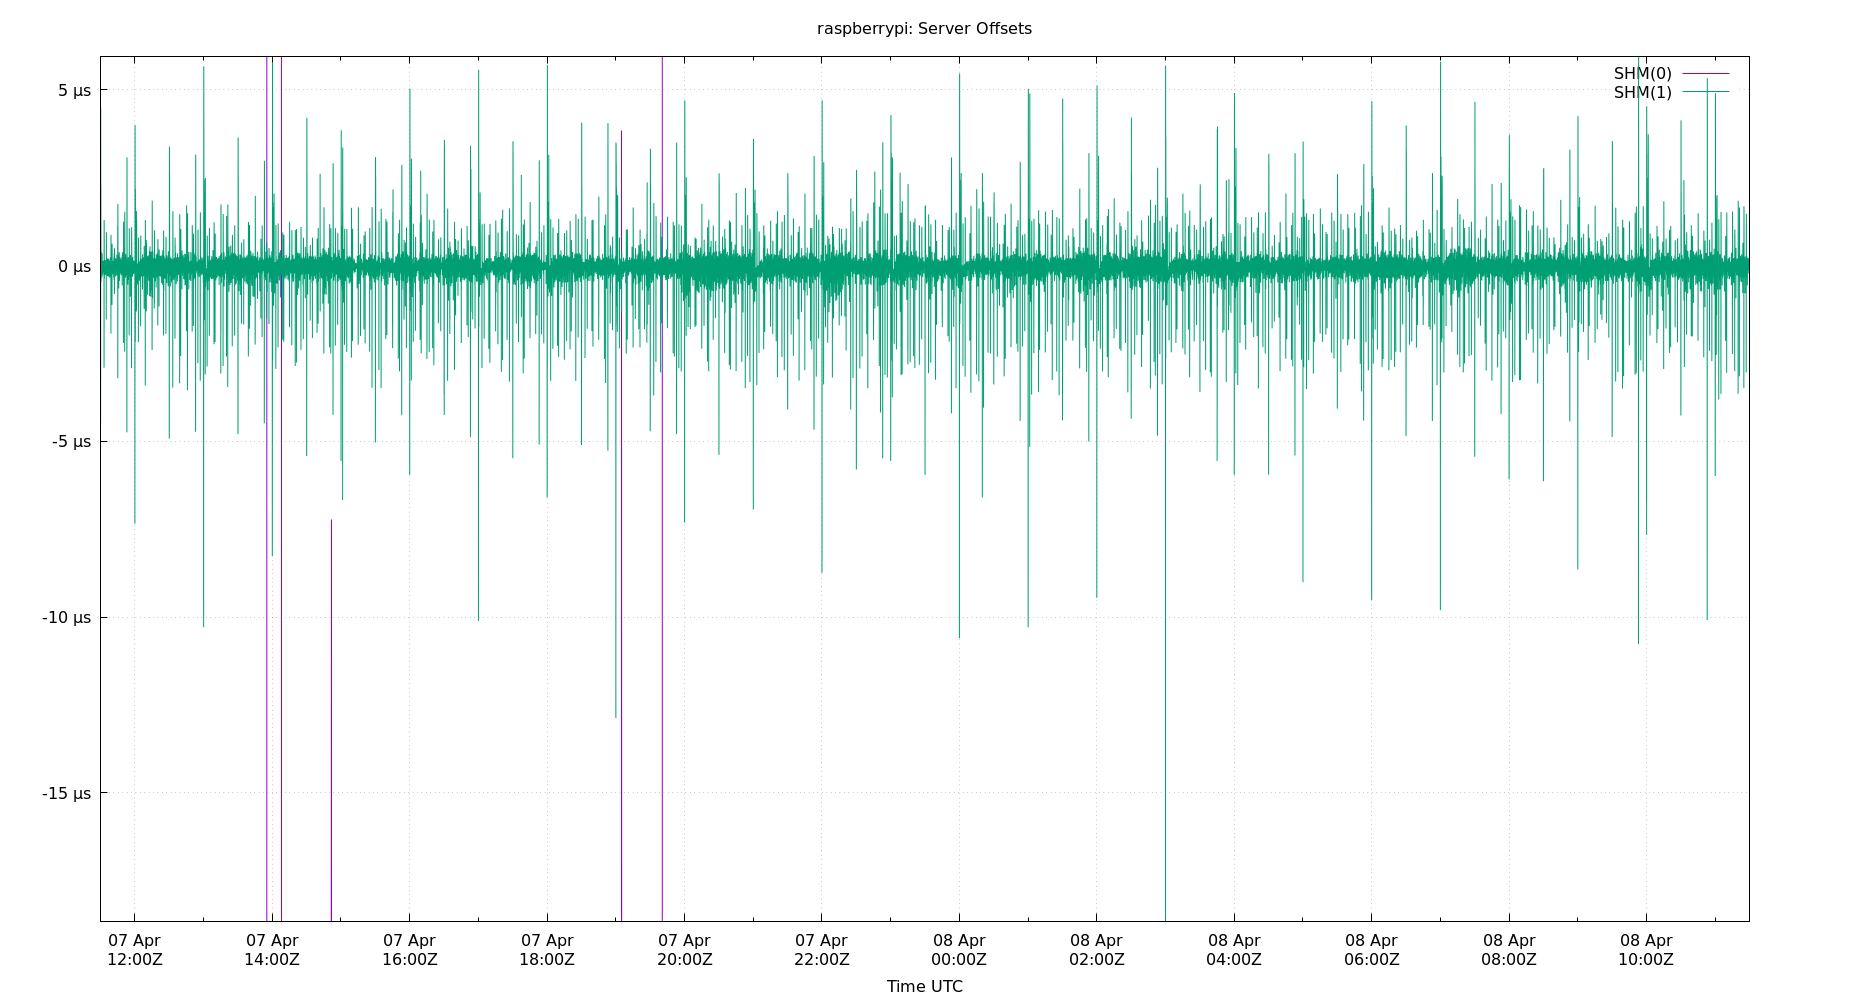 raspberrypi: Server Offsets
SHM(0)
SHM(1)
5 µs
0 µs
-5 µs
-10 µs
-15 µs
07 Apr 07 Apr 07 Apr 07 Apr 07 Apr 07 Apr 08 Apr 08 Apr 08 Apr 08 Apr 08 Apr 08 Apr
12:00Z 14:00Z 16:00Z 18:00Z 20:00Z 22:00Z 00:00Z 02:00Z 04:00Z 06:00Z 08:00Z 10:00Z
Time UTC